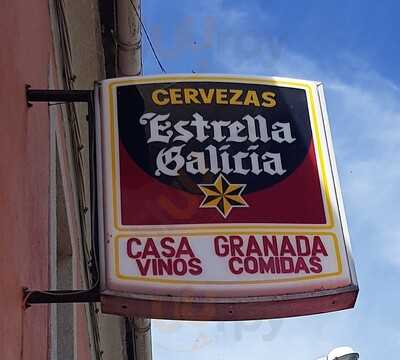 CERVEZAS
Estrella
Galicia
CASA GRANADA
VINOS COMIDAS